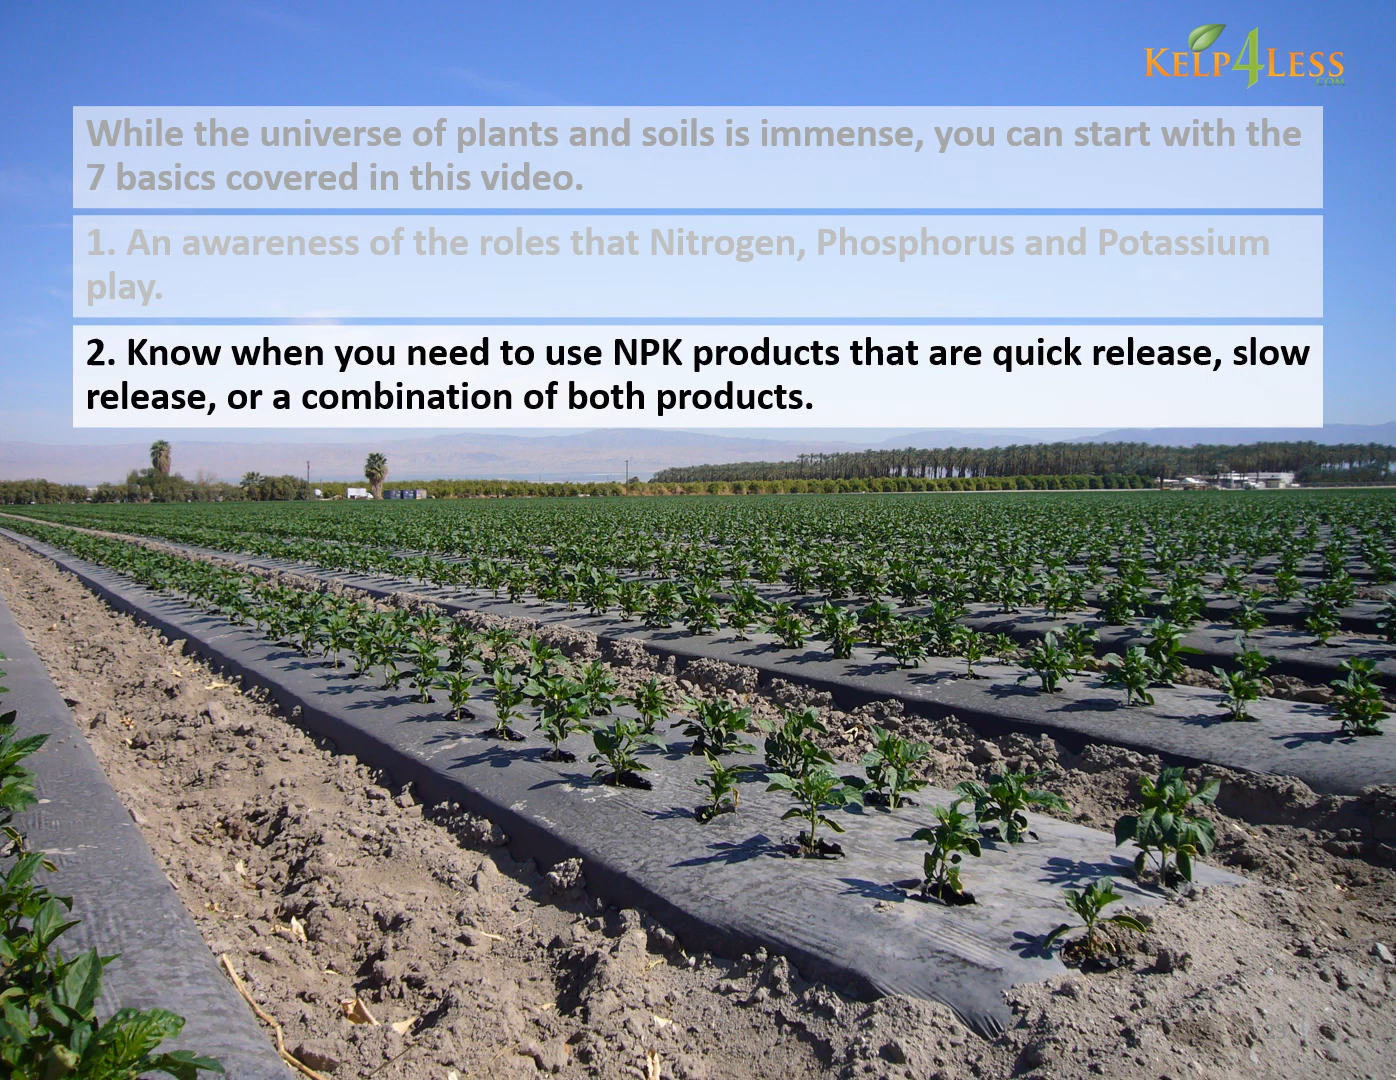 KELP4LESS
.COM
While the universe of plants and soils is immense, you can start with the
7 basics covered in this video.
1. An awareness of the roles that Nitrogen, Phosphorus and Potassium
play.
2. Know when you need to use NPK products that are quick release, slow
release, or a combination of both products.